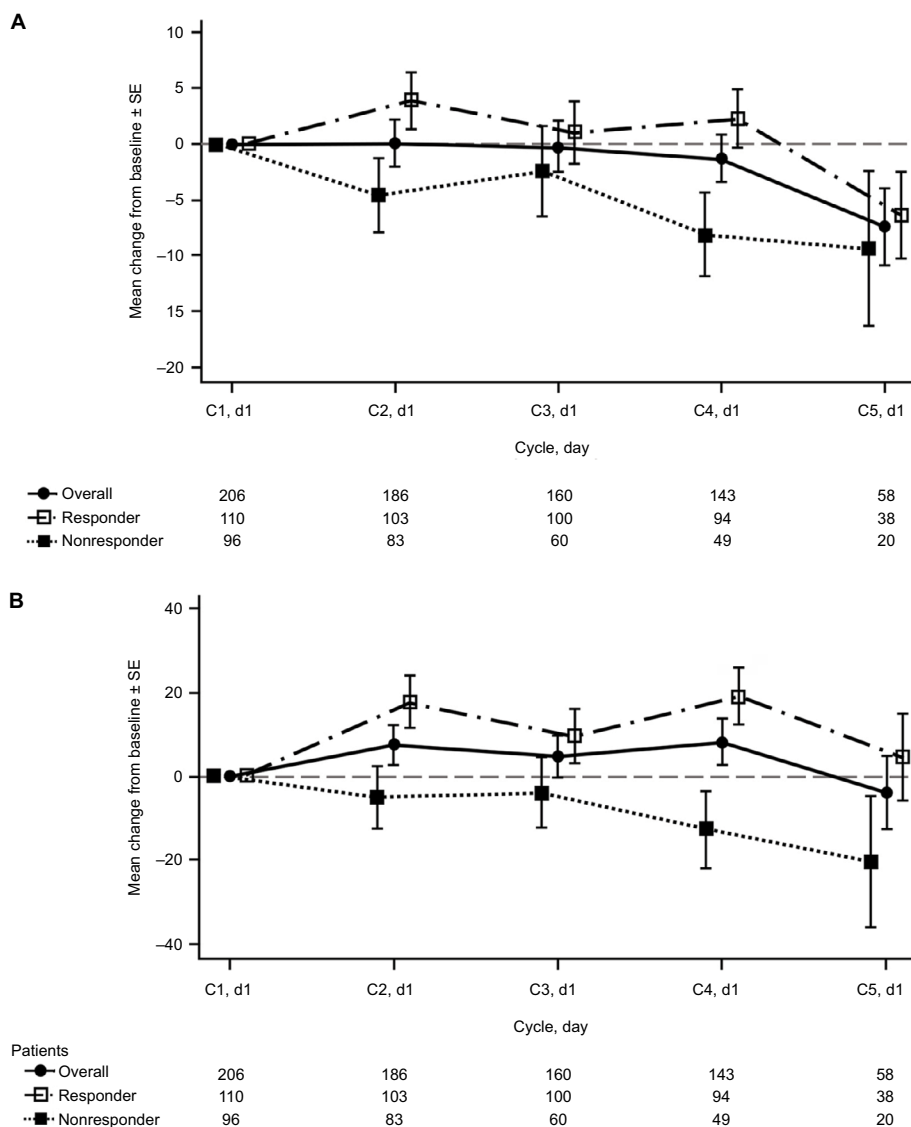 A
Mean change from baseline ± SE
10
5
0
–5
–10
15
–20
C1, d1 C2, d1 C3, d1 C4, d1 C5, d1
Cycle, day
Overall 206 186 160 143 58
Responder 110 103 100 94 38
Nonresponder 96 83 60 49 20
B
Mean change from baseline ± SE
40
20
0
–20
–40
C1, d1 C2, d1 C3, d1 C4, d1 C5, d1
Cycle, day
Patients
Overall 206 186 160 143 58
Responder 110 103 100 94 38
Nonresponder 96 83 60 49 20